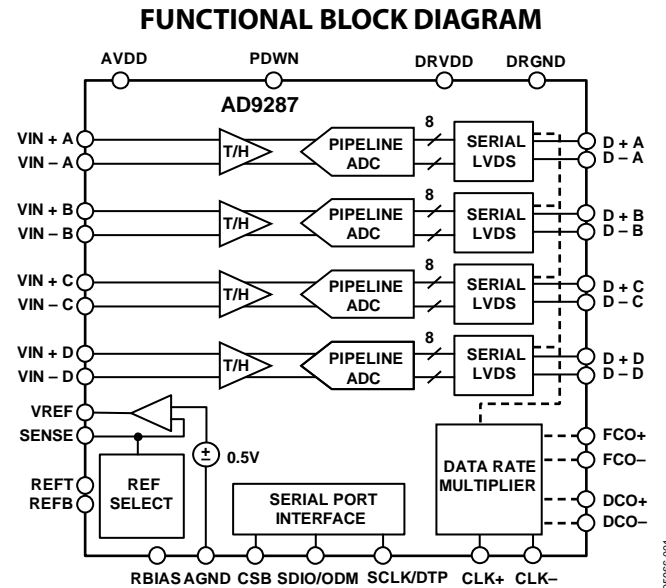 FUNCTIONAL BLOCK DIAGRAM
AVDD PDWN DRVDD DRGND
AD9287
VIN + A
VIN – A
T/H
PIPELINE
ADC
8
SERIAL
LVDS
D + A
D – A
VIN + B
VIN – B
T/H
PIPELINE
ADC
8
SERIAL
LVDS
D + B
D – B
VIN + C
VIN – C
T/H
PIPELINE
ADC
8
SERIAL
LVDS
D + C
D – C
VIN + D
VIN – D
T/H
PIPELINE
ADC
8
SERIAL
LVDS
D + D
D – D
VREF
SENSE
+
–
0.5V
REFT
REFB
REF
SELECT
SERIAL PORT
INTERFACE
DATA RATE
MULTIPLIER
FCO+
FCO–
DCO+
DCO–
RBIAS AGND CSB SDIO/ODM SCLK/DTP CLK+ CLK–